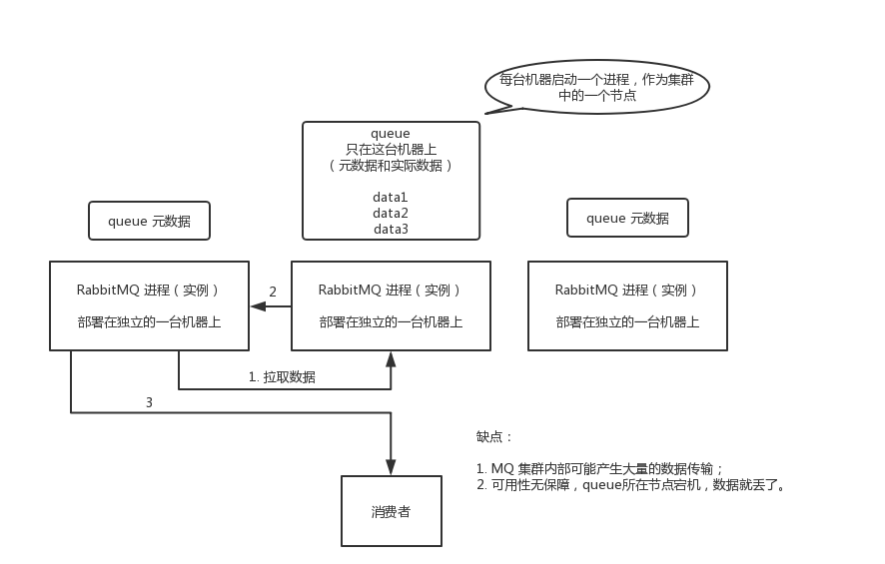 每台机器启动一个进程，作为集群
中的一个节点
queue
只在这台机器上
（元数据和实际数据）
data1
data2
data3
queue 元数据
queue 元数据
RabbitMQ 进程（实例）
部署在独立的一台机器上
2
RabbitMQ 进程（实例）
部署在独立的一台机器上
RabbitMQ 进程（实例）
部署在独立的一台机器上
1. 拉取数据
3
缺点：
1. MQ 集群内部可能产生大量的数据传输；
2. 可用性无保障，queue所在节点宕机，数据就丢了。
消费者